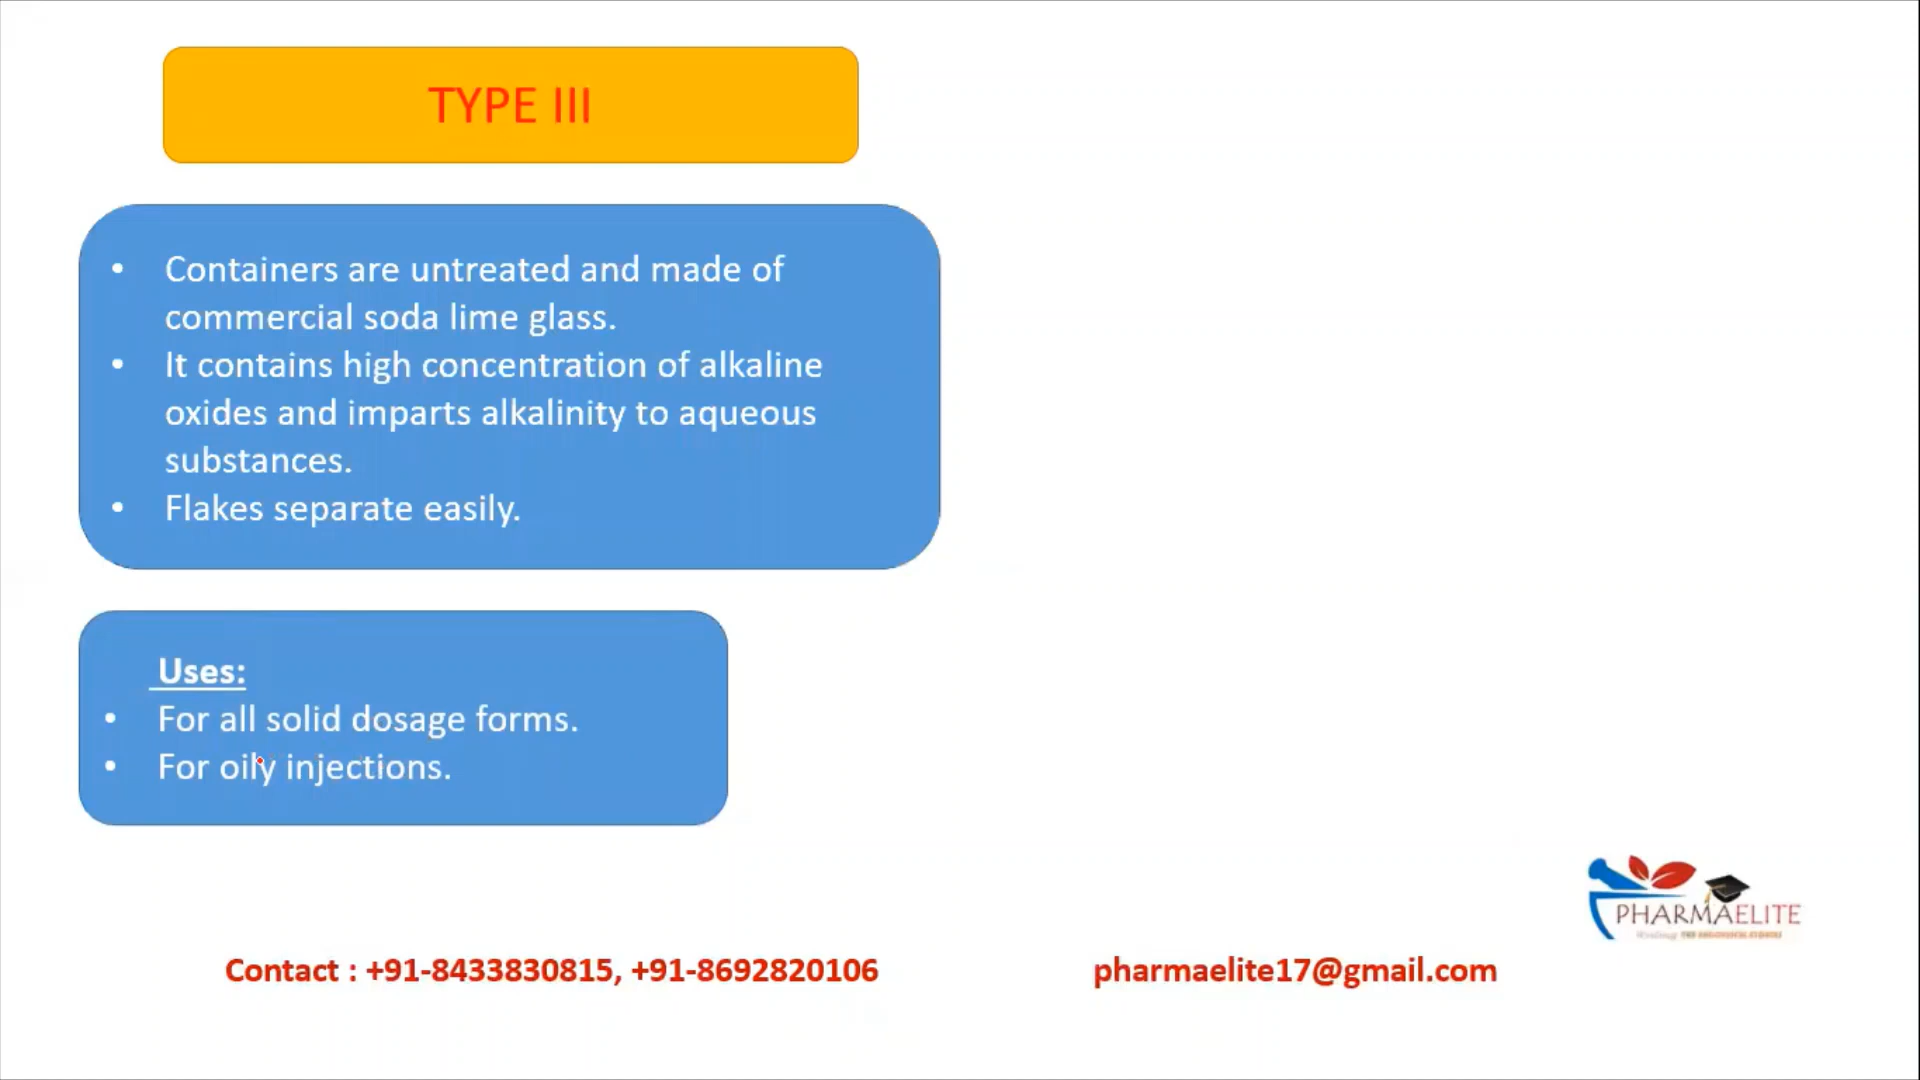 TYPE III
• Containers are untreated and made of
commercial soda lime glass.
• It contains high concentration of alkaline
oxides and imparts alkalinity to aqueous
substances.
• Flakes separate easily.
Uses:
• For all solid dosage forms.
• For oily injections.
PHARMAELITE
Contact : +91-8433830815, +91-8692820106
pharmaelite17@gmail.com